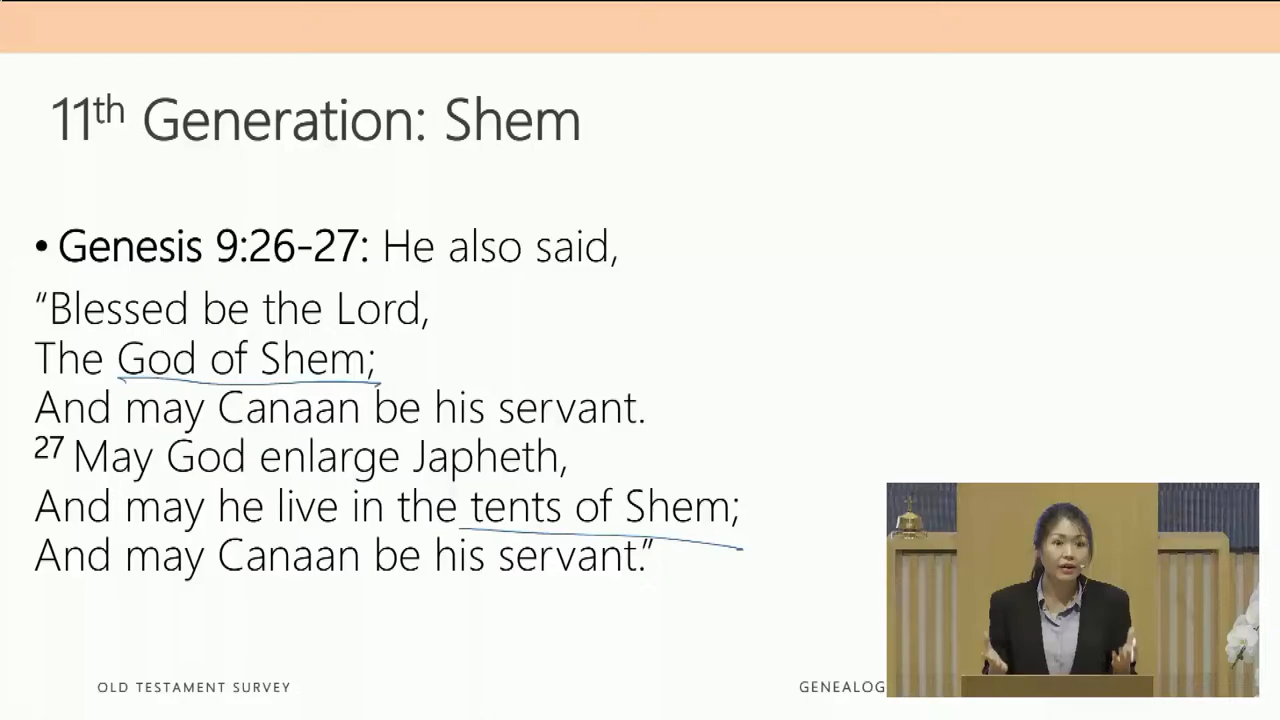 11th Generation: Shem
• Genesis 9:26-27: He also said,
“Blessed be the Lord,
The God of Shem;
And may Canaan be his servant.
27 May God enlarge Japheth,
And may he live in the tents of Shem;
And may Canaan be his servant.”
OLD TESTAMENT SURVEY
GENEALOG